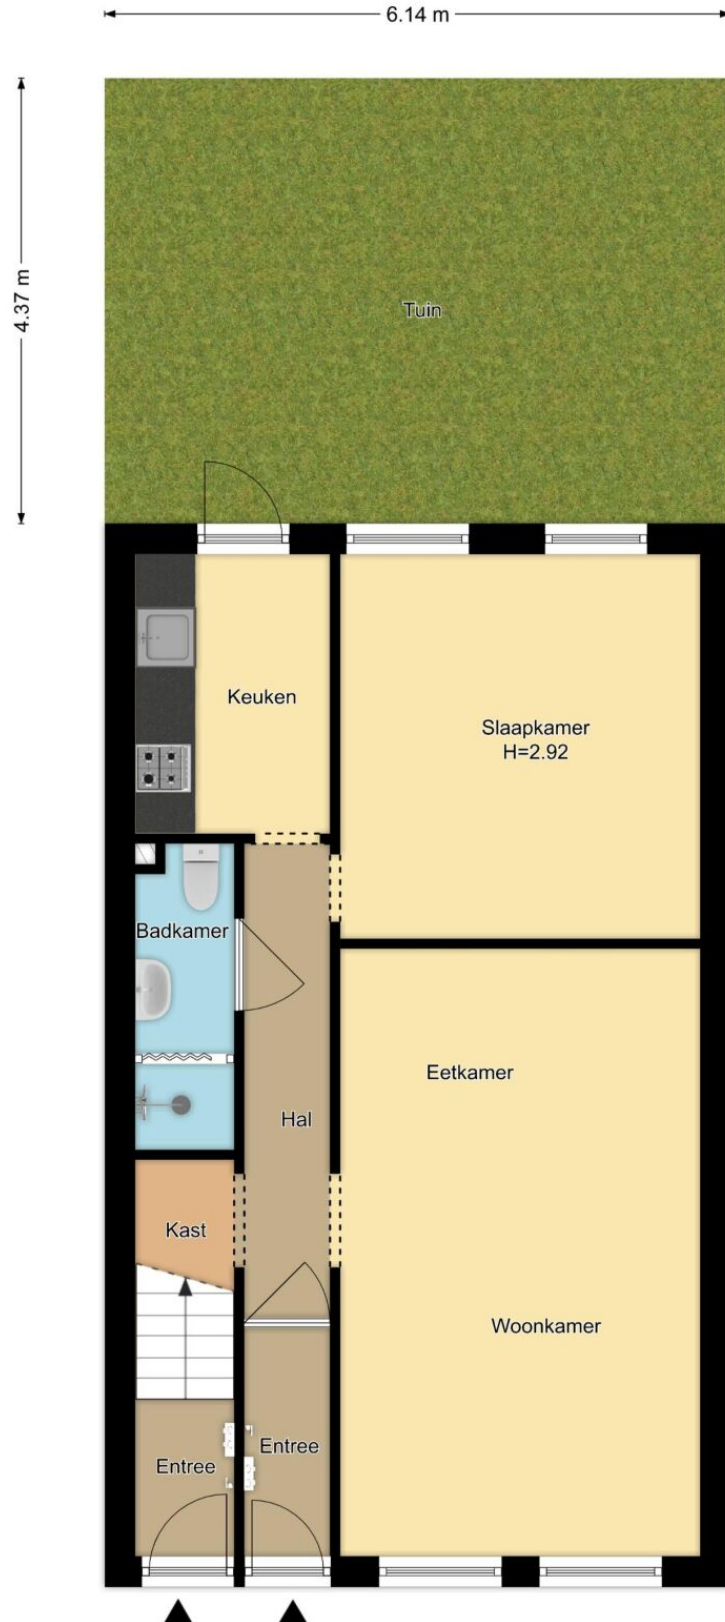 6.14 m
4.37 m
Tuin
Keuken
Slaapkamer
H=2.92
Badkamer
Eetkamer
Hal
Kast
Woonkamer
Entree
Entree